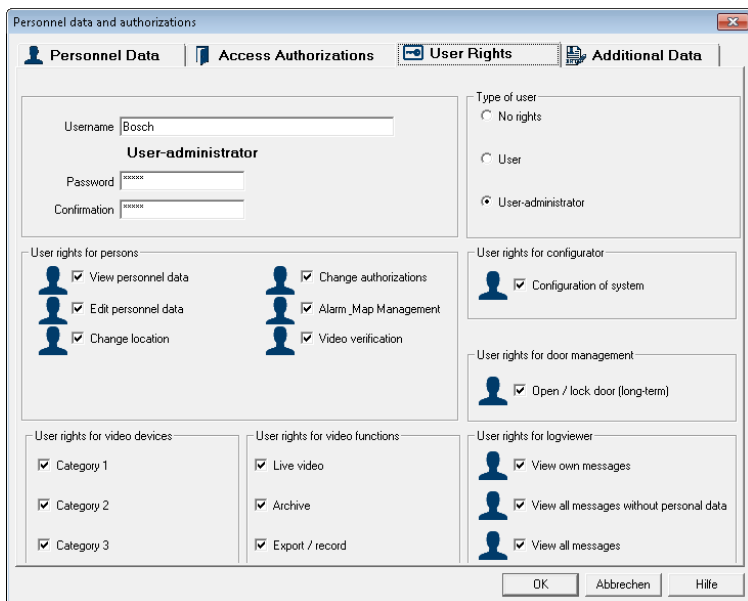 Personnel data and authorizations
Personnel Data
Access Authorizations
User Rights
Additional Data
Username Bosch
User-administrator
Password *****
Confirmation *****
Type of user
No rights
User
User-administrator
User rights for persons
View personnel data
Change authorizations
Edit personnel data
Alarm_Map Management
Change location
Video verification
User rights for configurator
Configuration of system
User rights for door management
Open / lock door (long-term)
User rights for video devices
Category 1
Category 2
Category 3
User rights for video functions
Live video
Archive
Export / record
User rights for logviewer
View own messages
View all messages without personal data
View all messages
OK
Abbrechen
Hilfe